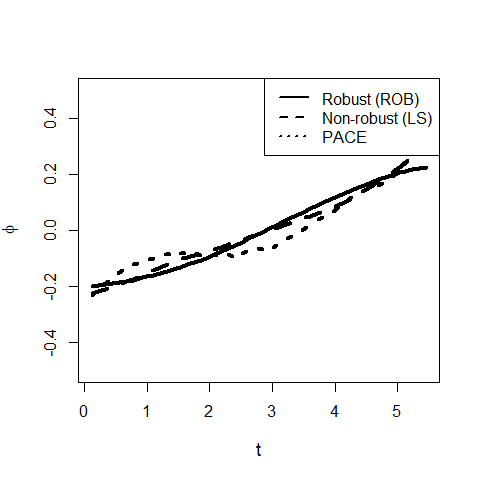 Robust (ROB)
Non-robust (LS)
PACE
0.4
0.2
0.0
-0.2
-0.4
ϕ
0 1 2 3 4 5
t